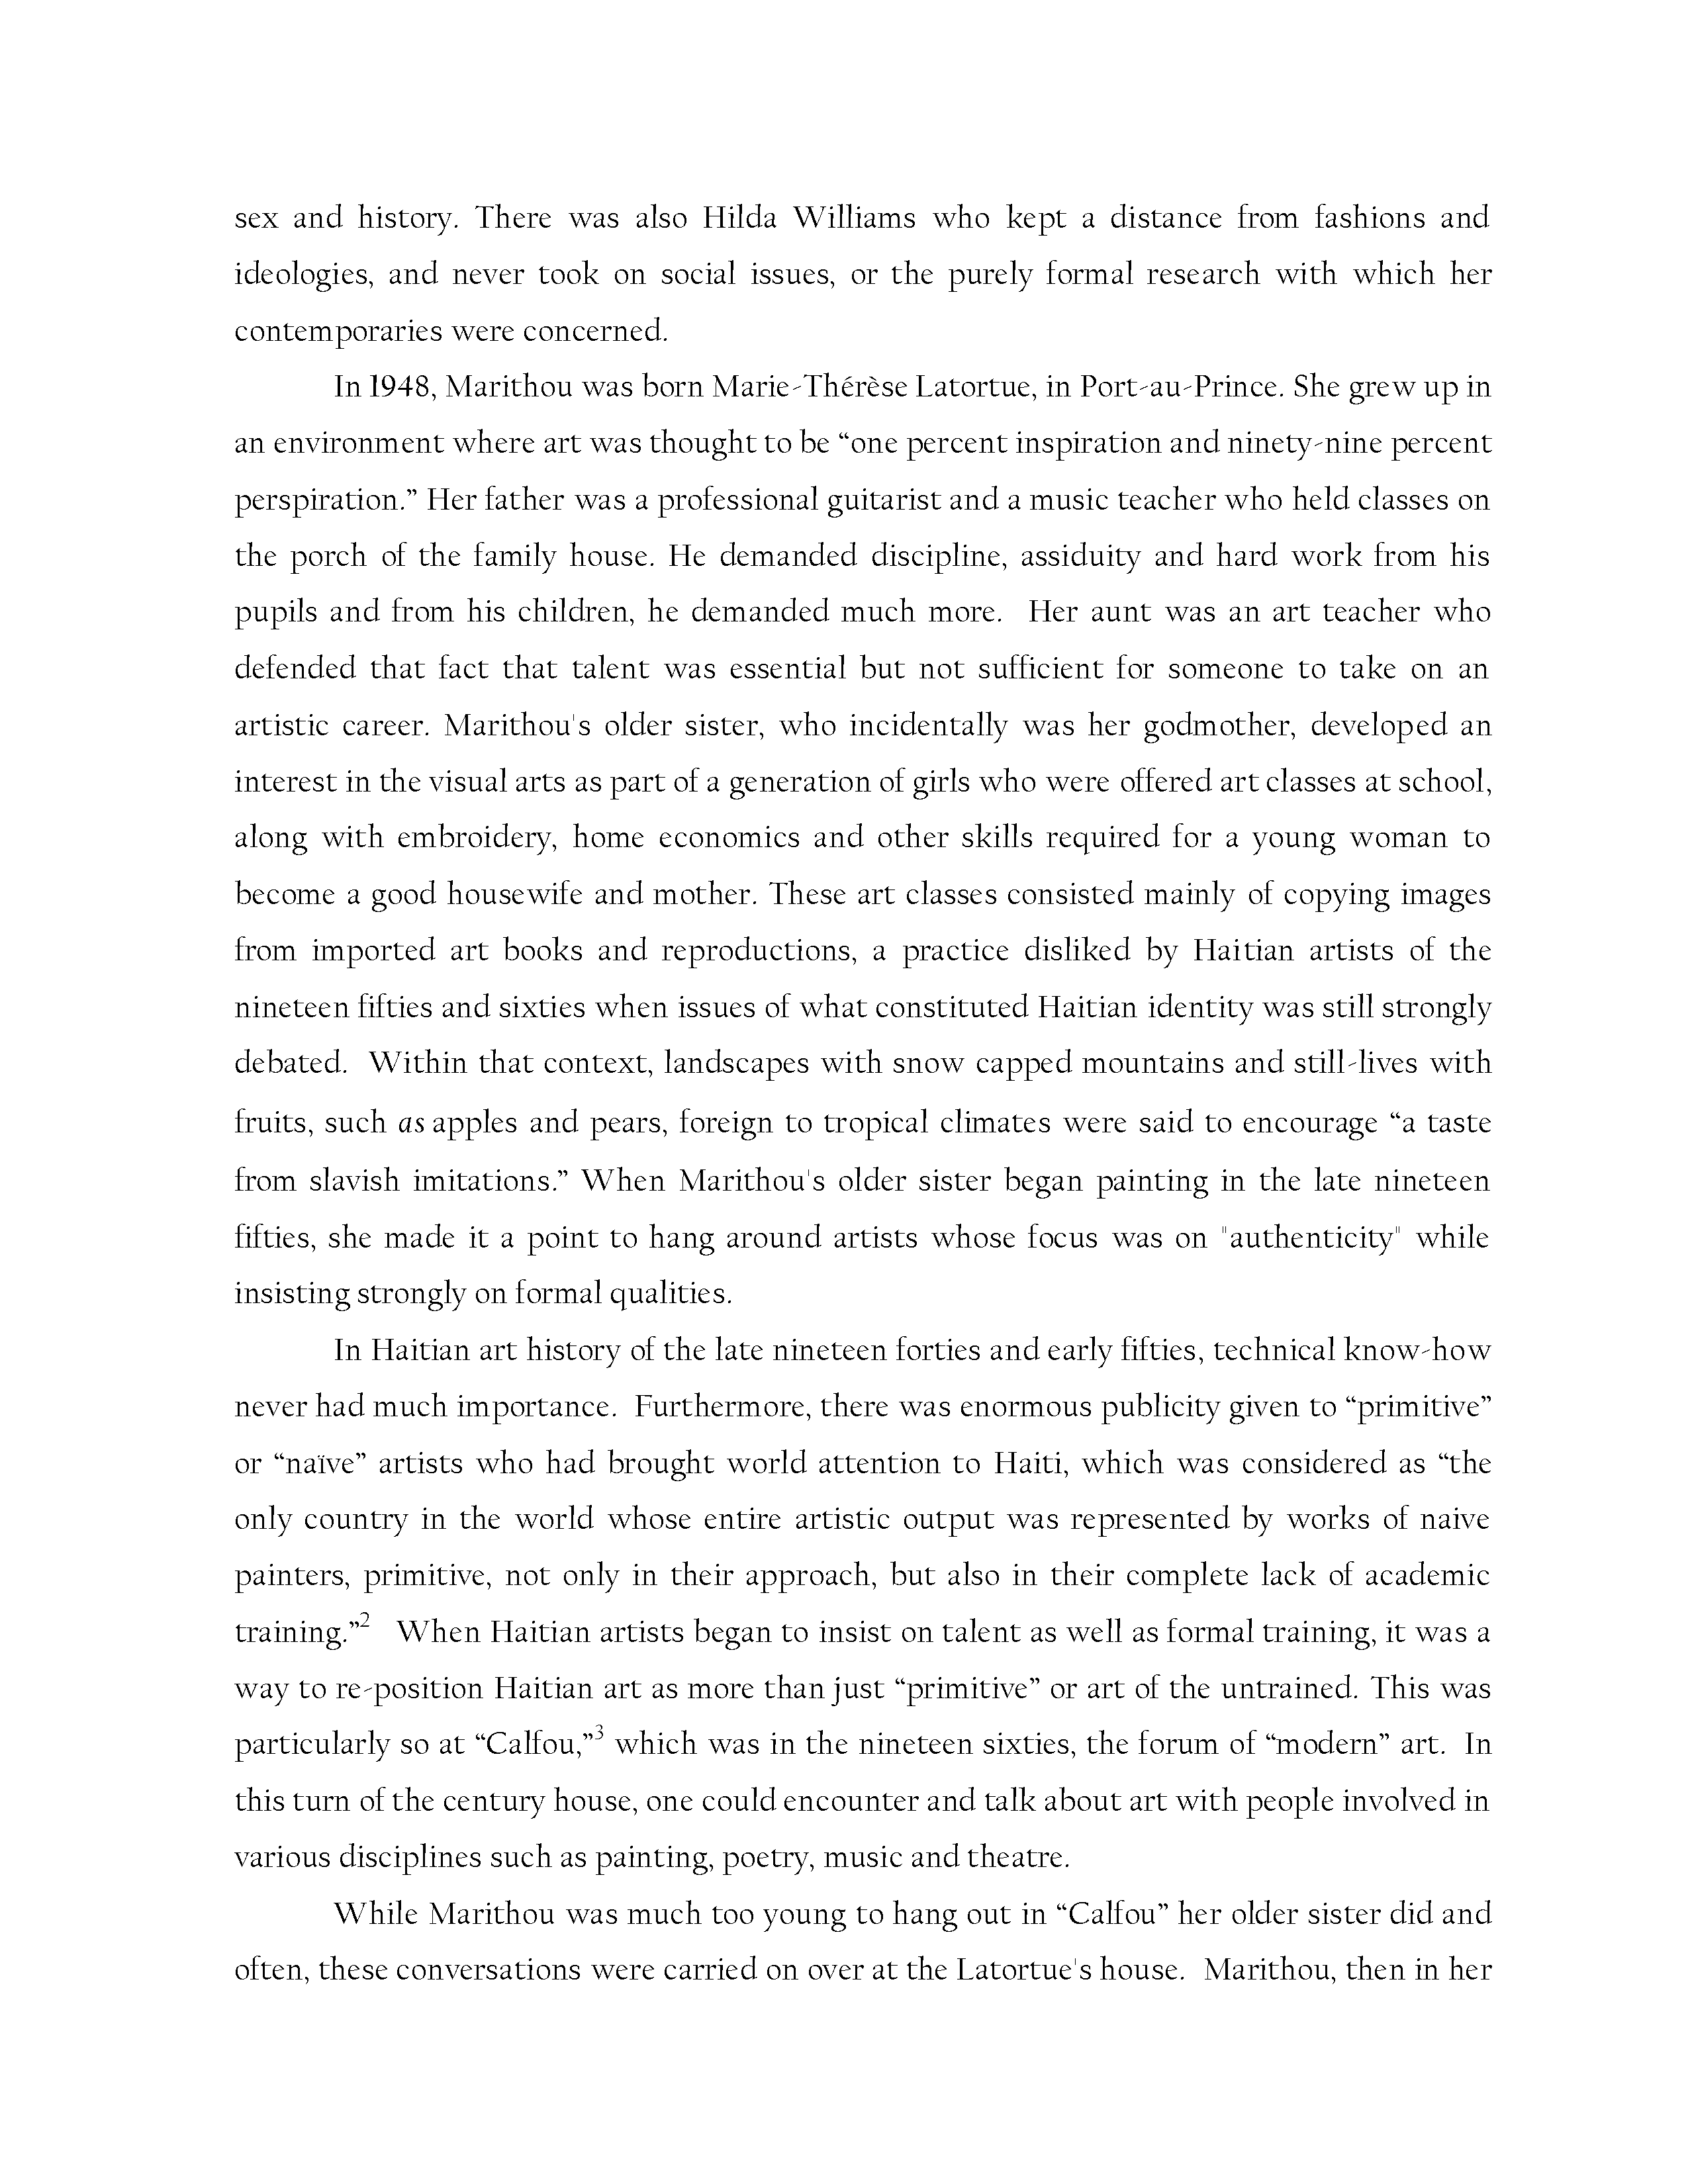 sex and history. There was also Hilda Williams who kept a distance from fashions and
ideologies, and never took on social issues, or the purely formal research with which her
contemporaries were concerned.
In 1948, Marithou was born Marie-Thérèse Latortue, in Port-au-Prince. She grew up in
an environment where art was thought to be “one percent inspiration and ninety-nine percent
perspiration.” Her father was a professional guitarist and a music teacher who held classes on
the porch of the family house. He demanded discipline, assiduity and hard work from his
pupils and from his children, he demanded much more.  Her aunt was an art teacher who
defended that fact that talent was essential but not sufficient for someone to take on an
artistic career. Marithou's older sister, who incidentally was her godmother, developed an
interest in the visual arts as part of a generation of girls who were offered art classes at school,
along with embroidery, home economics and other skills required for a young woman to
become a good housewife and mother. These art classes consisted mainly of copying images
from imported art books and reproductions, a practice disliked by Haitian artists of the
nineteen fifties and sixties when issues of what constituted Haitian identity was still strongly
debated.  Within that context, landscapes with snow capped mountains and still-lives with
fruits, such as apples and pears, foreign to tropical climates were said to encourage “a taste
from slavish imitations.” When Marithou's older sister began painting in the late nineteen
fifties, she made it a point to hang around artists whose focus was on "authenticity" while
insisting strongly on formal qualities.
In Haitian art history of the late nineteen forties and early fifties, technical know-how
never had much importance.  Furthermore, there was enormous publicity given to “primitive”
or “naïve” artists who had brought world attention to Haiti, which was considered as “the
only country in the world whose entire artistic output was represented by works of naive
painters, primitive, not only in their approach, but also in their complete lack of academic
training.”2  When Haitian artists began to insist on talent as well as formal training, it was a
way to re-position Haitian art as more than just “primitive” or art of the untrained. This was
particularly so at “Calfou,”3 which was in the nineteen sixties, the forum of “modern” art.  In
this turn of the century house, one could encounter and talk about art with people involved in
various disciplines such as painting, poetry, music and theatre.
While Marithou was much too young to hang out in “Calfou” her older sister did and
often, these conversations were carried on over at the Latortue's house.  Marithou, then in her